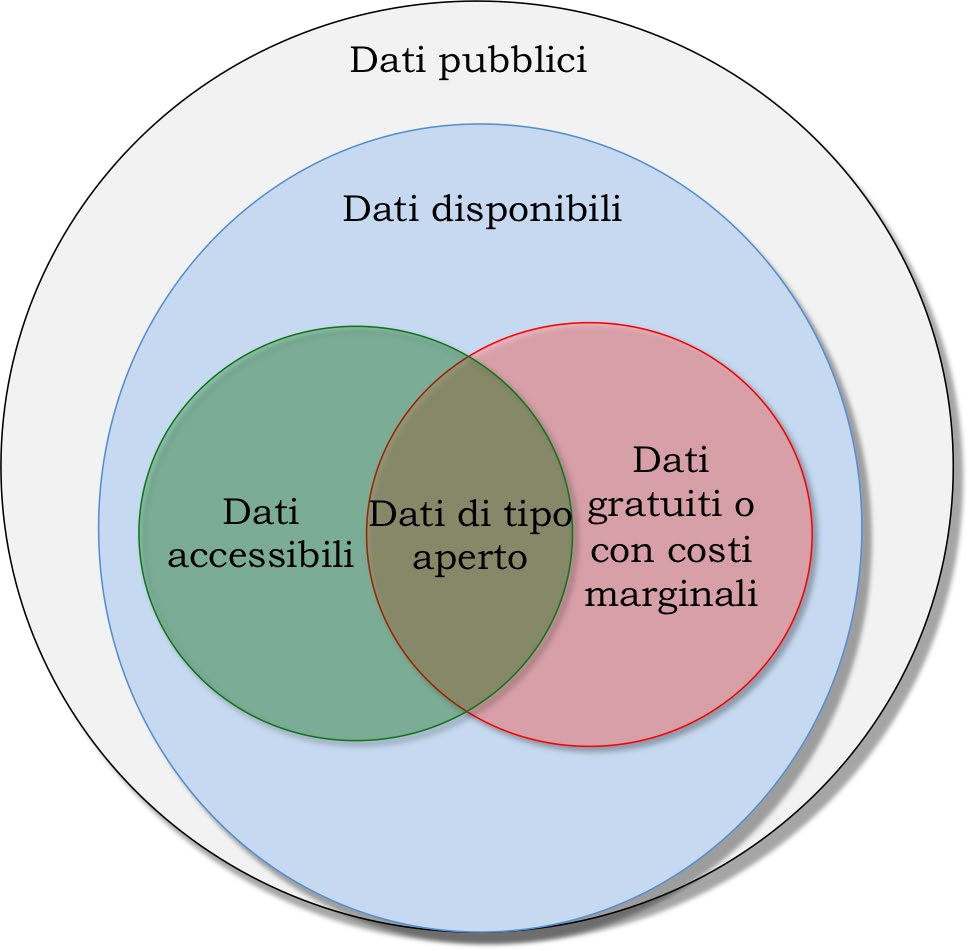 Dati pubblici
Dati disponibili
Dati
accessibili
Dati di tipo
aperto
Dati
gratuiti o
con costi
marginali